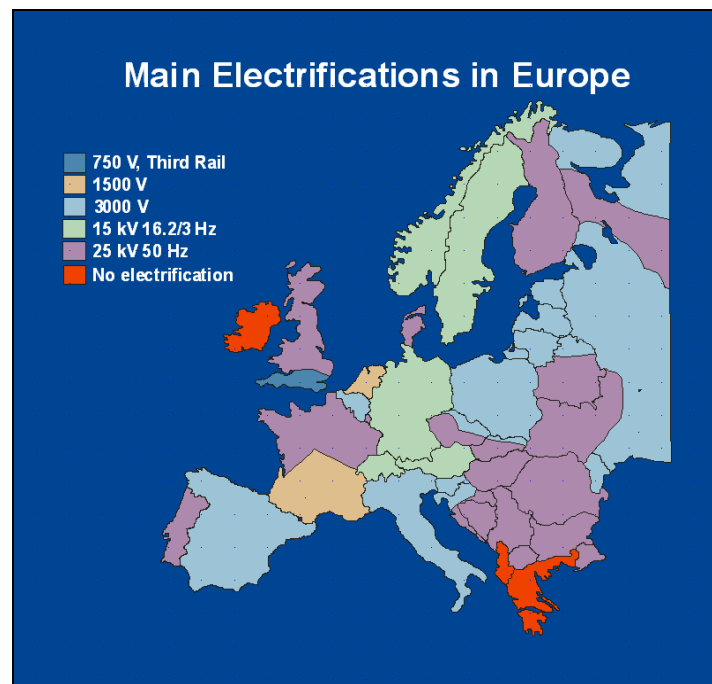 Main Electrifications in Europe
750 V, Third Rail
1500 V
3000 V
15 kV 16.2/3 Hz
25 kV 50 Hz
No electrification